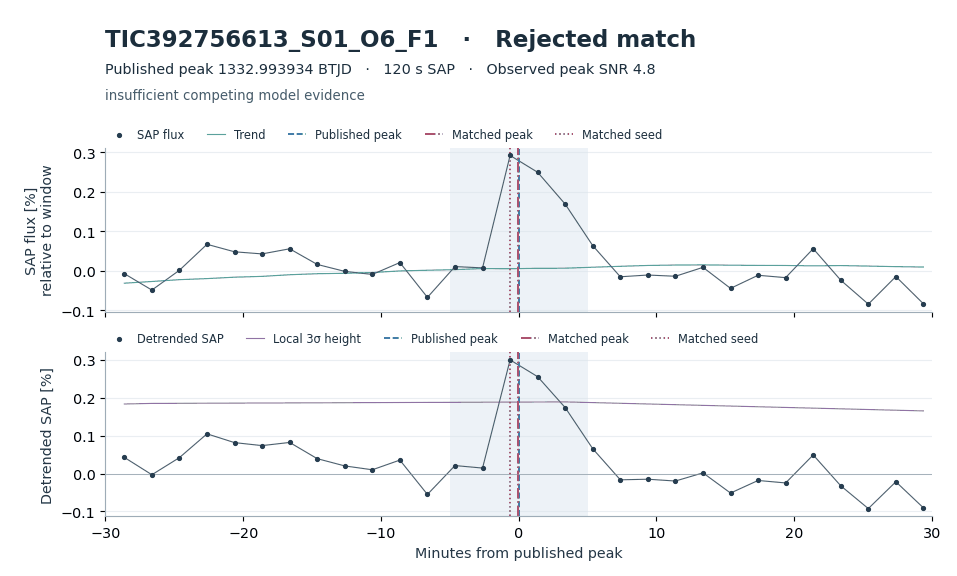 TIC392756613_S01_O6_F1 · Rejected match
Published peak 1332.993934 BTJD · 120 s SAP · Observed peak SNR 4.8
insufficient competing model evidence
SAP flux Trend Published peak Matched peak Matched seed
SAP flux [%]
relative to window
0.3
0.2
0.1
0.0
−0.1
Detrended SAP Local 3σ height Published peak Matched peak Matched seed
Detrended SAP [%]
0.3
0.2
0.1
0.0
−0.1
−30 −20 −10 0 10 20 30
Minutes from published peak